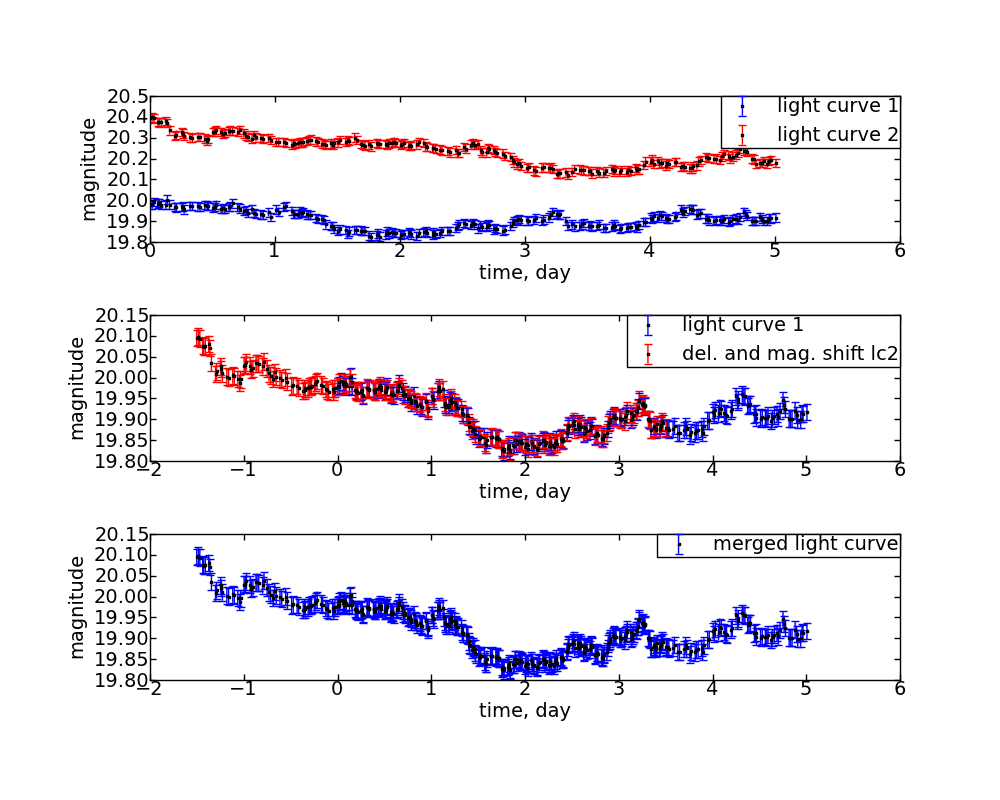 20.5
20.4
20.3
20.2
20.1
20.0
19.9
19.8
magnitude
light curve 1
light curve 2
0 1 2 3 4 5 6
time, day
20.15
20.10
20.05
20.00
19.95
19.90
19.85
19.80
magnitude
light curve 1
del. and mag. shift lc2
−2 −1 0 1 2 3 4 5 6
time, day
20.15
20.10
20.05
20.00
19.95
19.90
19.85
19.80
magnitude
merged light curve
−2 −1 0 1 2 3 4 5 6
time, day